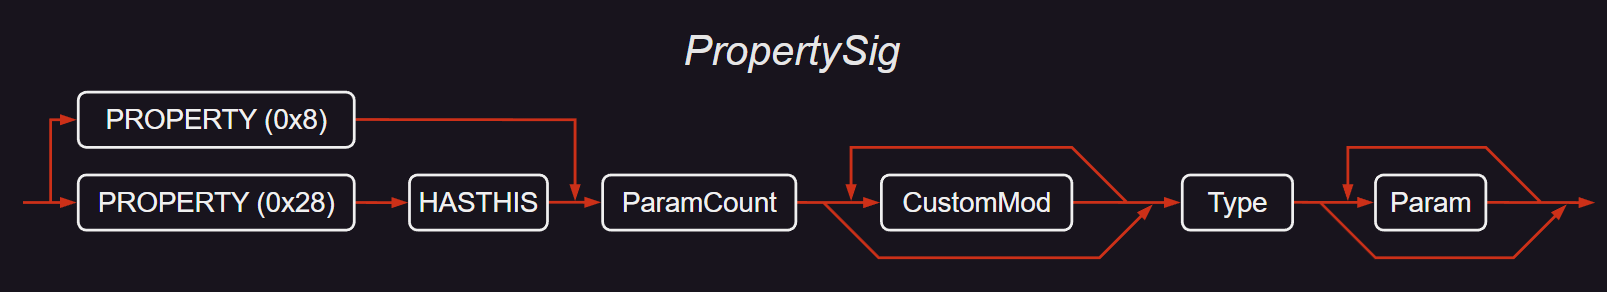 PropertySig
PROPERTY (0x8)
PROPERTY (0x28)
HASTHIS
ParamCount
CustomMod
Type
Param